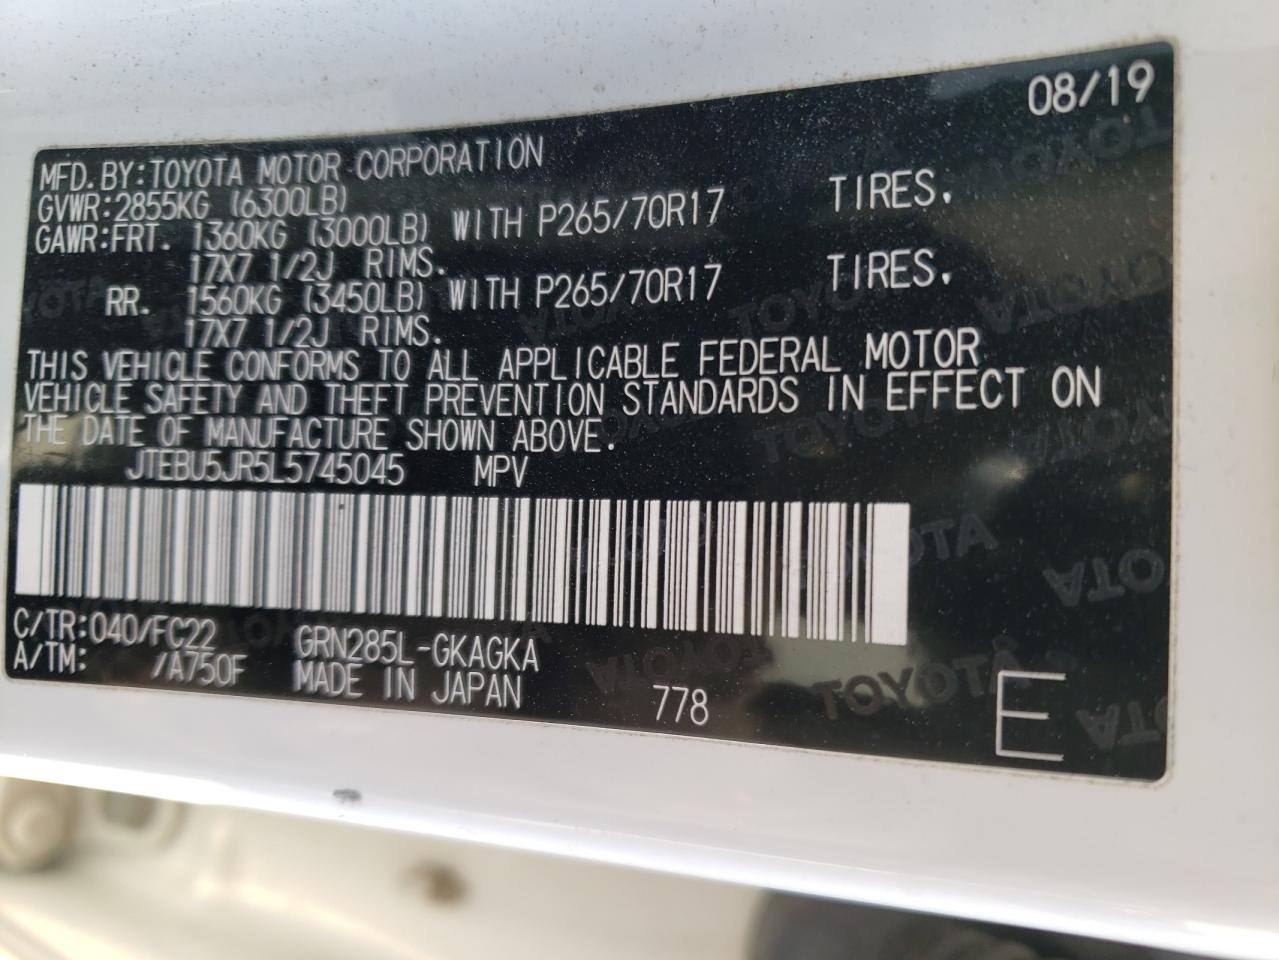 08/19
MFD.BY:TOYOTA MOTOR CORPORATION
GVWR:2855KG (6300LB)
GAWR:FRT. 1360KG (3000LB) WITH P265/70R17 TIRES,
17X7 1/2J RIMS.
RR. 1560KG (3450LB) WITH P265/70R17 TIRES,
17X7 1/2J RIMS.
THIS VEHICLE CONFORMS TO ALL APPLICABLE FEDERAL MOTOR
VEHICLE SAFETY AND THEFT PREVENTION STANDARDS IN EFFECT ON
THE DATE OF MANUFACTURE SHOWN ABOVE.
JTEBU5JR5L5745045 MPV
C/TR:040/FC22 GRN285L-GKAGKA
A/TM: /A750F MADE IN JAPAN 778 E